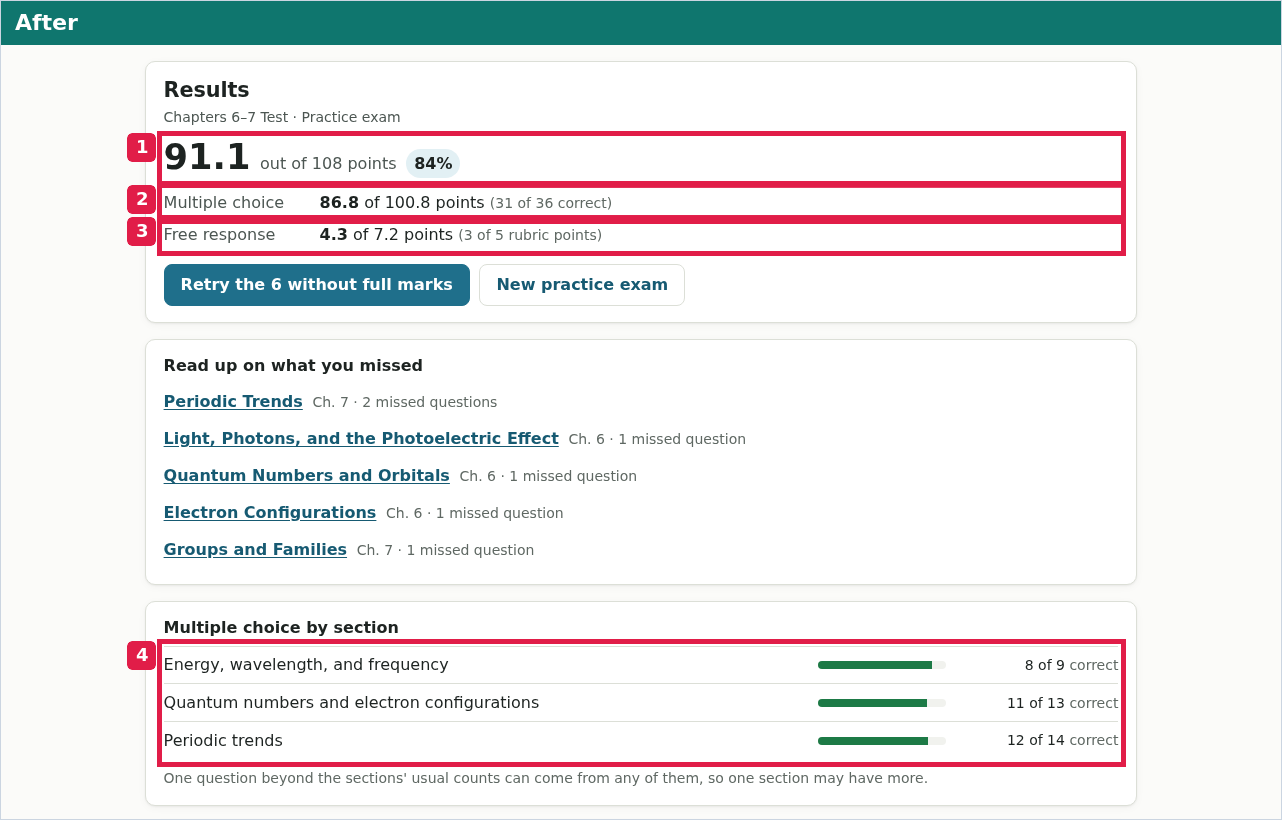 After
Results
Chapters 6–7 Test · Practice exam
1
91.1 out of 108 points 84%
2
Multiple choice 86.8 of 100.8 points (31 of 36 correct)
3
Free response 4.3 of 7.2 points (3 of 5 rubric points)
Retry the 6 without full marks New practice exam
Read up on what you missed
Periodic Trends Ch. 7 · 2 missed questions
Light, Photons, and the Photoelectric Effect Ch. 6 · 1 missed question
Quantum Numbers and Orbitals Ch. 6 · 1 missed question
Electron Configurations Ch. 6 · 1 missed question
Groups and Families Ch. 7 · 1 missed question
Multiple choice by section
4
Energy, wavelength, and frequency 8 of 9 correct
Quantum numbers and electron configurations 11 of 13 correct
Periodic trends 12 of 14 correct
One question beyond the sections' usual counts can come from any of them, so one section may have more.